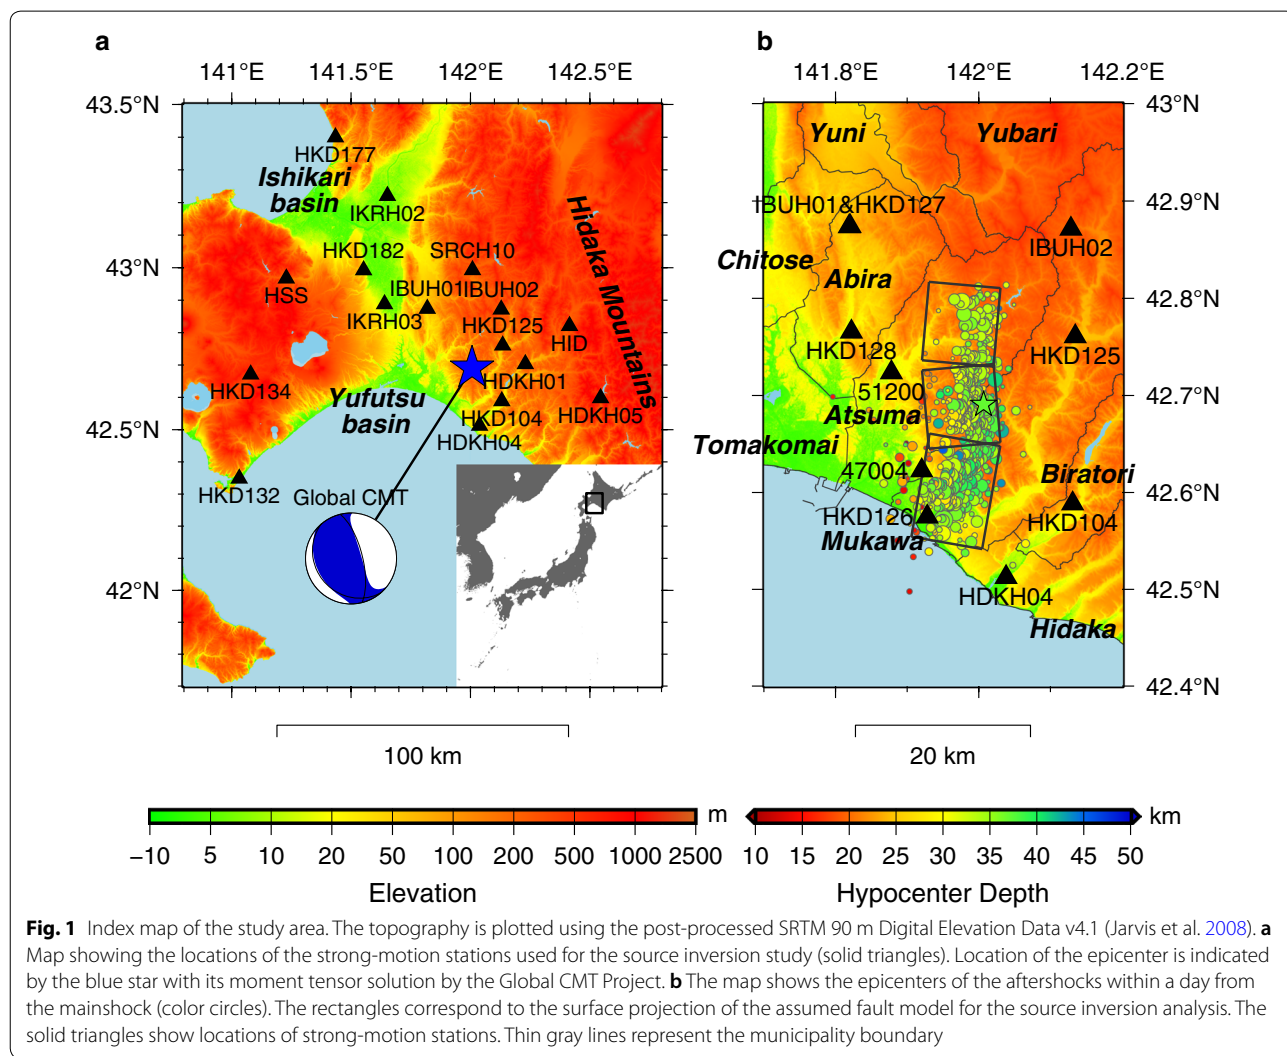 a
141°E 141.5°E 142°E 142.5°E
43.5°N
43°N
42.5°N
42°N
HKD177
Ishikari
basin
IKRH02
HKD182
SRCH10
HSS
IBUH01
IBUH02
IKRH03
HKD125
HID
Hidaka Mountains
HKD134
HDKH01
Yufutsu
basin
HKD104
HDKH05
HDKH04
HKD132
Global CMT
100 km
b
141.8°E 142°E 142.2°E
43°N
42.9°N
42.8°N
42.7°N
42.6°N
42.5°N
42.4°N
Yuni
Yubari
IBUH01&HKD127
IBUH02
Chitose
Abira
HKD128
HKD125
51200
Atsuma
Tomakomai
47004
Biratori
HKD126
HKD104
Mukawa
HDKH04
Hidaka
20 km
m
−10 5 10 20 50 100 200 500 1000 2500
Elevation
km
10 15 20 25 30 35 40 45 50
Hypocenter Depth
Fig. 1 Index map of the study area. The topography is plotted using the post-processed SRTM 90 m Digital Elevation Data v4.1 (Jarvis et al. 2008). a
Map showing the locations of the strong-motion stations used for the source inversion study (solid triangles). Location of the epicenter is indicated
by the blue star with its moment tensor solution by the Global CMT Project. b The map shows the epicenters of the aftershocks within a day from
the mainshock (color circles). The rectangles correspond to the surface projection of the assumed fault model for the source inversion analysis. The
solid triangles show locations of strong-motion stations. Thin gray lines represent the municipality boundary